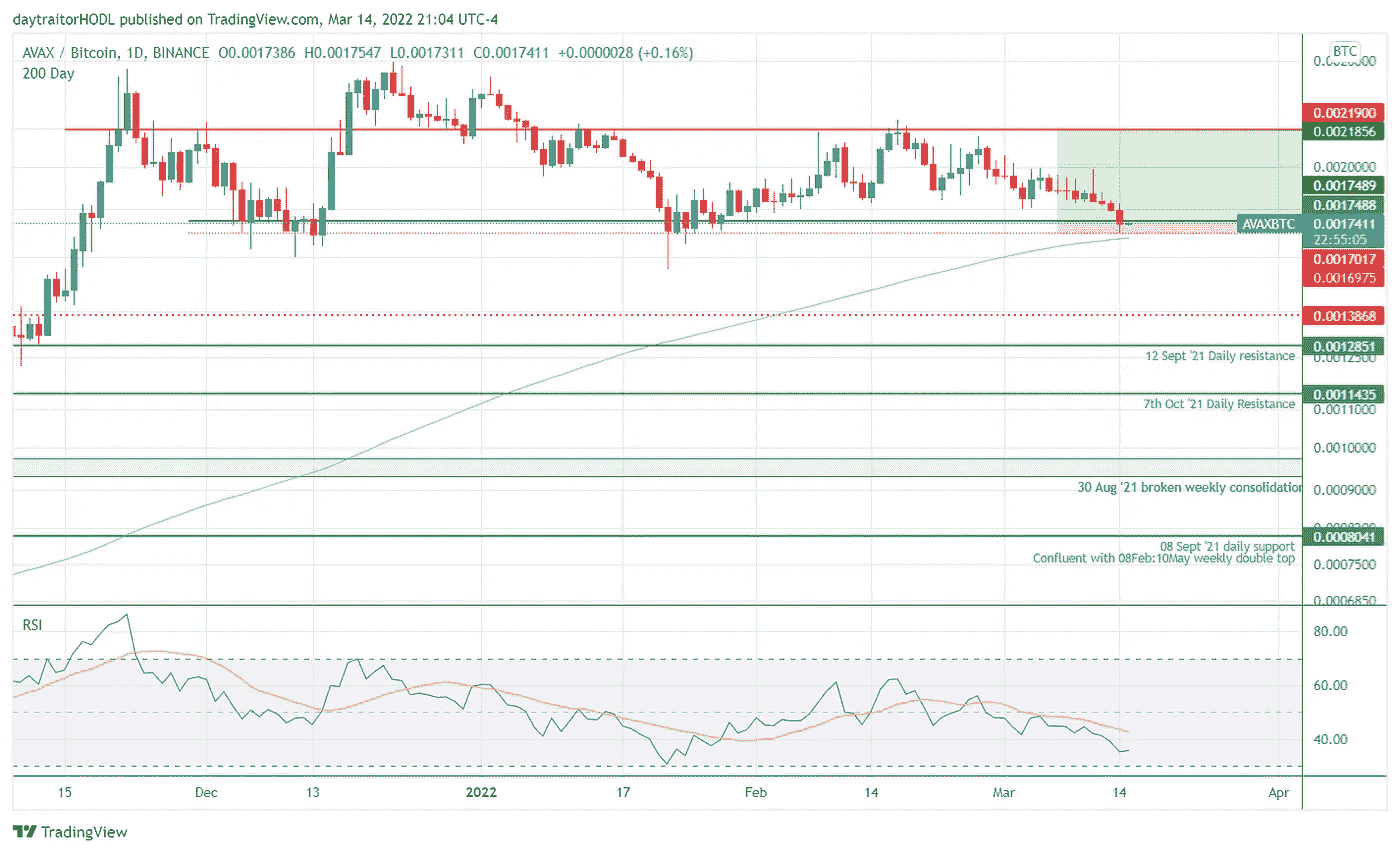 daytraitorHODL published on TradingView.com, Mar 14, 2022 21:04 UTC-4
AVAX / Bitcoin, 1D, BINANCE O0.0017386 H0.0017547 L0.0017311 C0.0017411 +0.0000028 (+0.16%)
200 Day
BTC
0.0021900
0.0021856
0.0020000
0.0017489
0.0017488
AVAXBTC 0.0017411
22:55:05
0.0017017
0.0016975
0.0013868
0.0012851
12 Sept '21 Daily resistance
0.0012500
0.0011435
7th Oct '21 Daily Resistance
0.0011000
0.0010000
30 Aug '21 broken weekly consolidation
0.0009000
0.0008041
08 Sept '21 daily support
Confluent with 08Feb:10May weekly double top
0.0007500
0.0006850
RSI
80.00
60.00
40.00
15 Dec 13 2022 17 Feb 14 Mar 14 Apr
TradingView